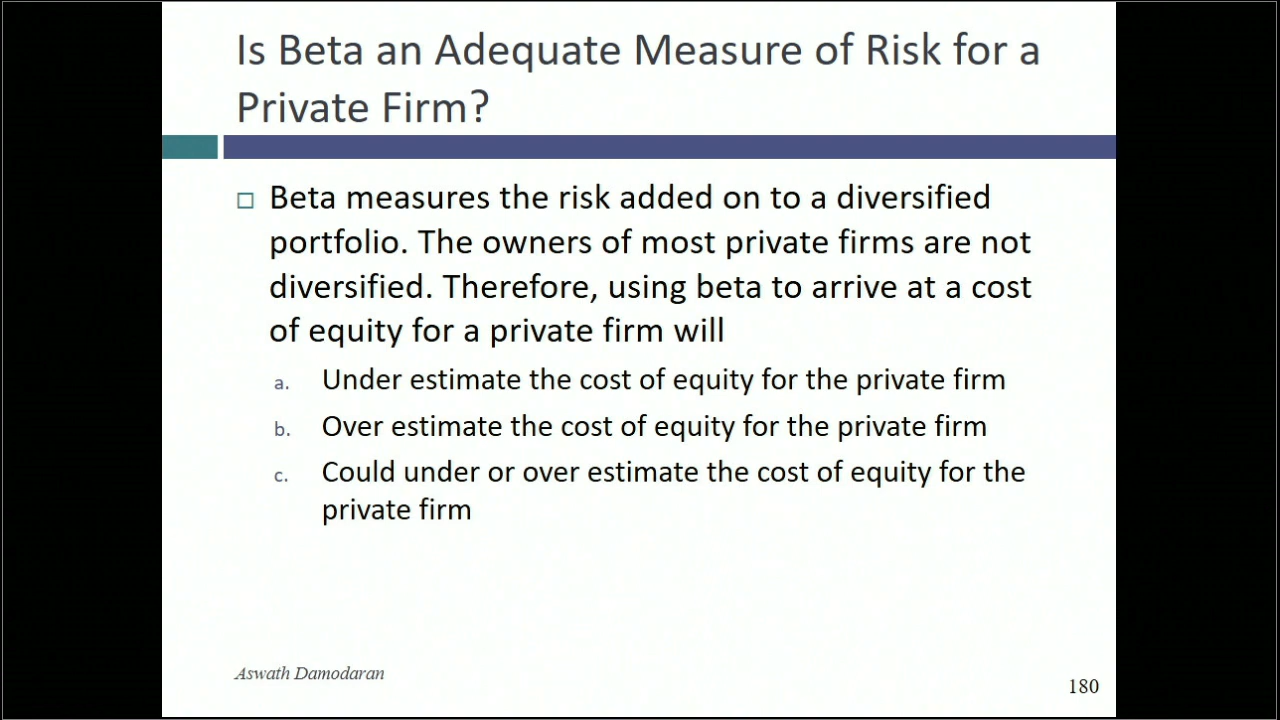 Is Beta an Adequate Measure of Risk for a
Private Firm?
Beta measures the risk added on to a diversified
portfolio. The owners of most private firms are not
diversified. Therefore, using beta to arrive at a cost
of equity for a private firm will
a. Under estimate the cost of equity for the private firm
b. Over estimate the cost of equity for the private firm
c. Could under or over estimate the cost of equity for the
private firm
Aswath Damodaran
180